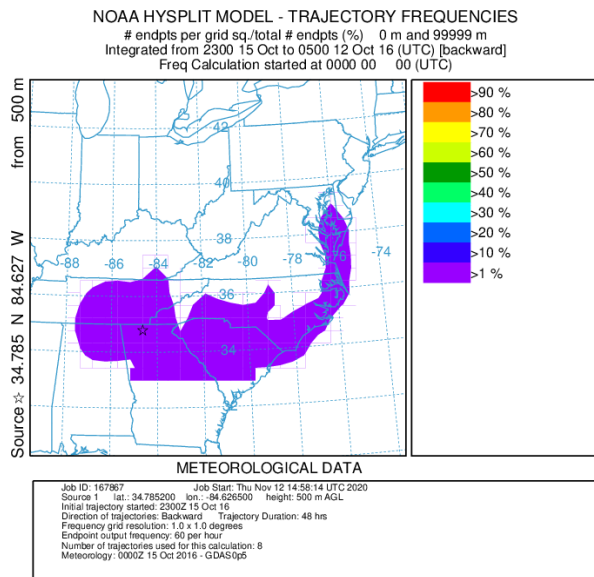 NOAA HYSPLIT MODEL - TRAJECTORY FREQUENCIES
# endpts per grid sq./total # endpts (%) 0 m and 99999 m
Integrated from 2300 15 Oct to 0500 12 Oct 16 (UTC) [backward]
Freq Calculation started at 0000 00 00 (UTC)
Source ☆ 34.785 N 84.627 W from 500 m
42
40
38
-88 -86 -84 -82 -80 -78 -76 -74
36
34
>90 %
>80 %
>70 %
>60 %
>50 %
>40 %
>30 %
>20 %
>10 %
>1 %
METEOROLOGICAL DATA
Job ID: 167867 Job Start: Thu Nov 12 14:58:14 UTC 2020
Source 1 lat.: 34.785200 lon.: -84.626500 height: 500 m AGL
Initial trajectory started: 2300Z 15 Oct 16
Direction of trajectories: Backward Trajectory Duration: 48 hrs
Frequency grid resolution: 1.0 x 1.0 degrees
Endpoint output frequency: 60 per hour
Number of trajectories used for this calculation: 8
Meteorology: 0000Z 15 Oct 2016 - GDAS0p5